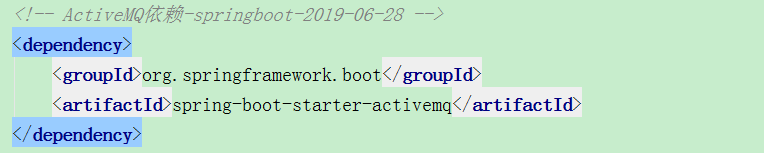 <!-- ActiveMQ依赖-springboot-2019-06-28 -->
<dependency>
<groupId>org.springframework.boot</groupId>
<artifactId>spring-boot-starter-activemq</artifactId>
</dependency>